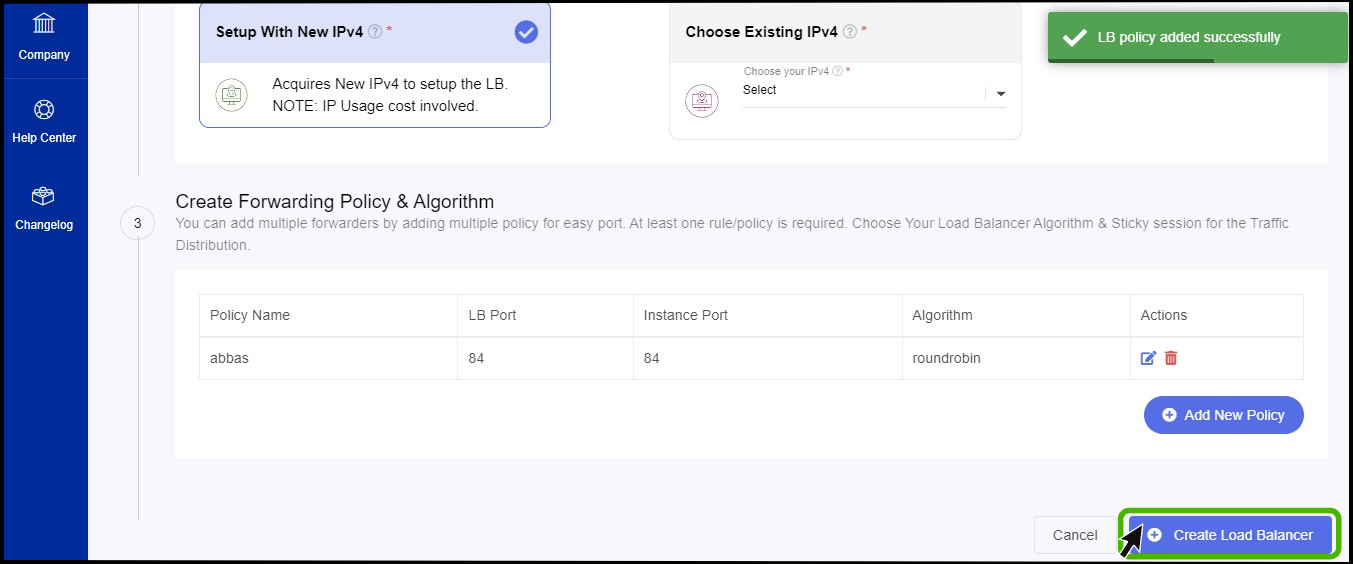 Company
Help Center
Changelog
Setup With New IPv4 ? *
Acquires New IPv4 to setup the LB.
NOTE: IP Usage cost involved.
Choose Existing IPv4 ? *
Choose your IPv4 ? *
Select
LB policy added successfully
3
Create Forwarding Policy & Algorithm
You can add multiple forwarders by adding multiple policy for easy port. At least one rule/policy is required. Choose Your Load Balancer Algorithm & Sticky session for the Traffic
Distribution.
Policy Name LB Port Instance Port Algorithm Actions
abbas 84 84 roundrobin
Add New Policy
Cancel
Create Load Balancer